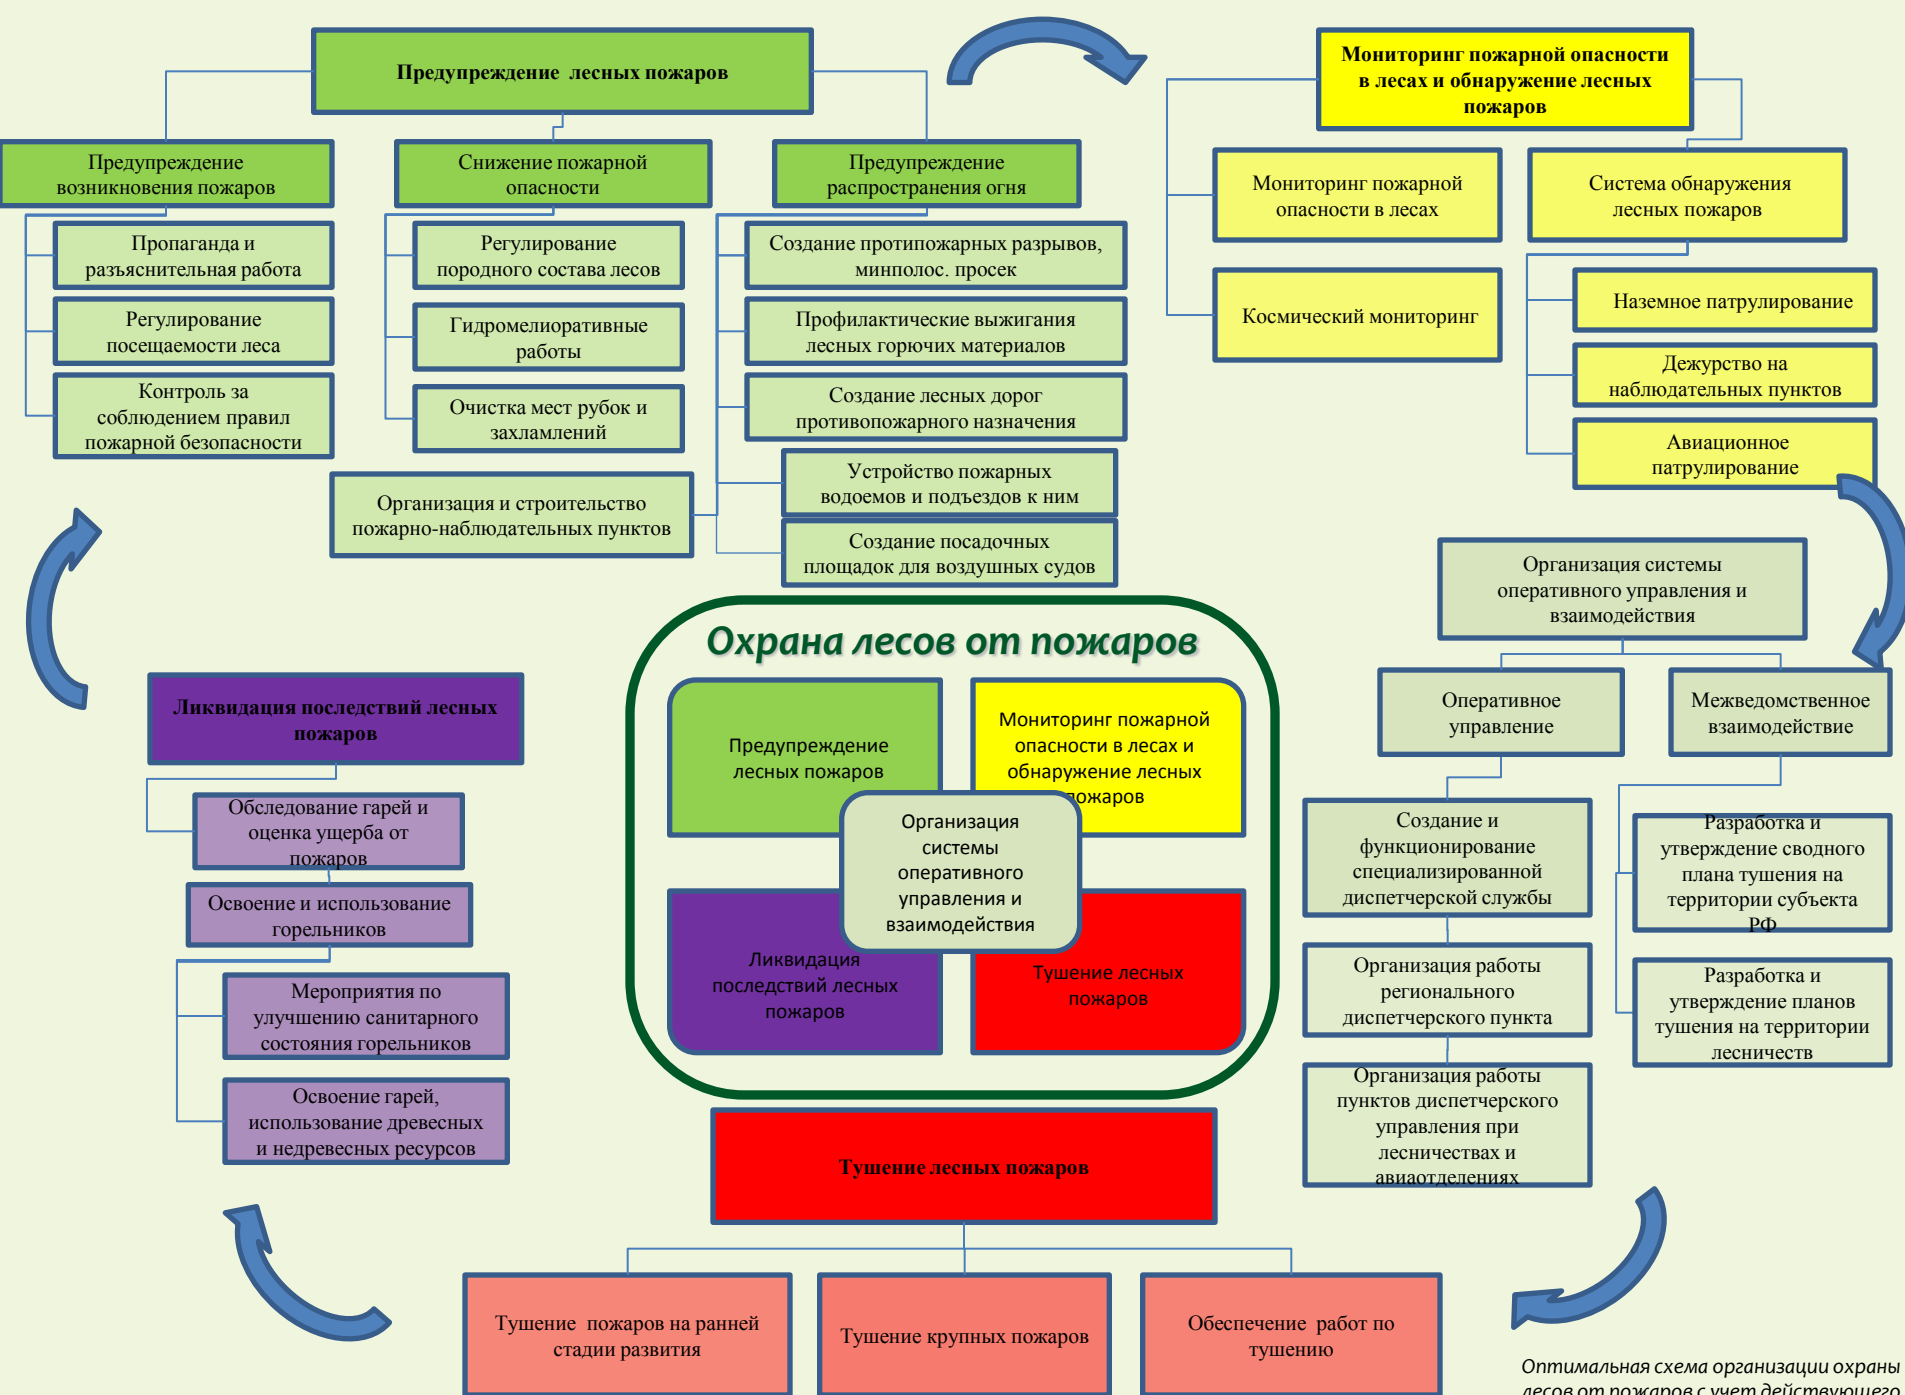 Предупреждение лесных пожаров
Предупреждение
возникновения пожаров
Пропаганда и
разъяснительная работа
Регулирование
посещаемости леса
Контроль за
соблюдением правил
пожарной безопасности
Снижение пожарной
опасности
Регулирование
породного состава лесов
Гидромелиоративные
работы
Очистка мест рубок и
захламлений
Предупреждение
распространения огня
Создание протипожарных разрывов,
минполос. просек
Профилактические выжигания
лесных горючих материалов
Создание лесных дорог
противопожарного назначения
Устройство пожарных
водоемов и подъездов к ним
Организация и строительство
пожарно-наблюдательных пунктов
Создание посадочных
площадок для воздушных судов
Мониторинг пожарной опасности
в лесах и обнаружение лесных
пожаров
Мониторинг пожарной
опасности в лесах
Космический мониторинг
Система обнаружения
лесных пожаров
Наземное патрулирование
Дежурство на
наблюдательных пунктов
Авиационное
патрулирование
Организация системы
оперативного управления и
взаимодействия
Оперативное
управление
Создание и
функционирование
специализированной
диспетчерской службы
Организация работы
регионального
диспетчерского пункта
Организация работы
пунктов диспетчерского
управления при
лесничествах и
авиаотделениях
Межведомственное
взаимодействие
Разработка и
утверждение сводного
плана тушения на
территории субъекта
РФ
Разработка и
утверждение планов
тушения на территории
лесничеств
Охрана лесов от пожаров
Предупреждение
лесных пожаров
Мониторинг пожарной
опасности в лесах и
обнаружение лесных
пожаров
Организация
системы
оперативного
управления и
взаимодействия
Ликвидация
последствий лесных
пожаров
Тушение лесных
пожаров
Ликвидация последствий лесных
пожаров
Обследование гарей и
оценка ущерба от
пожаров
Освоение и использование
горельников
Мероприятия по
улучшению санитарного
состояния горельников
Освоение гарей,
использование древесных
и недревесных ресурсов
Тушение лесных пожаров
Тушение пожаров на ранней
стадии развития
Тушение крупных пожаров
Обеспечение работ по
тушению
Оптимальная схема организации охраны
лесов от пожаров с учет действующего